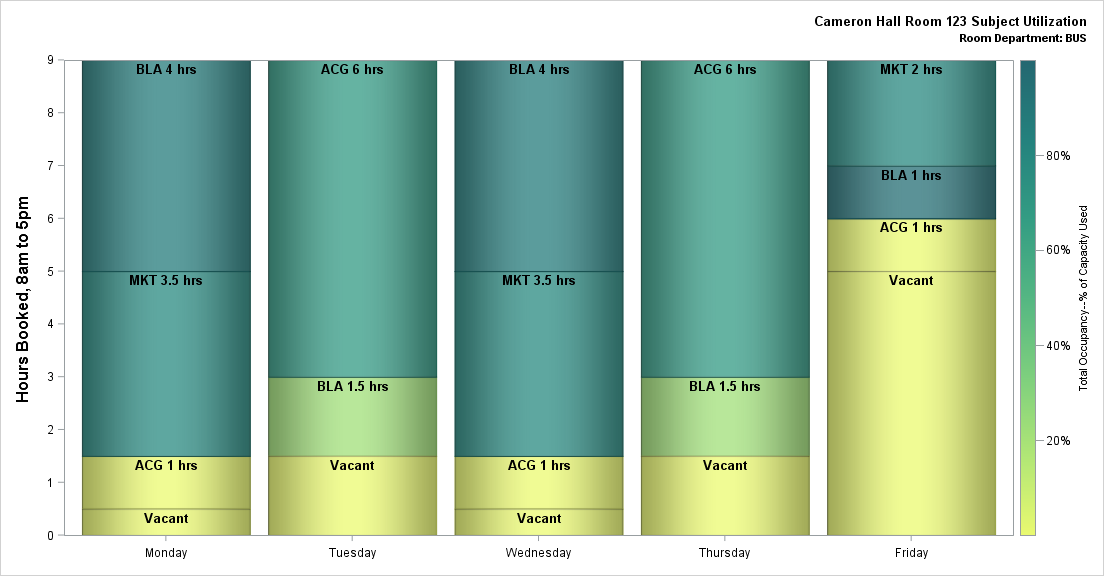 Cameron Hall Room 123 Subject Utilization
Room Department: BUS
Hours Booked, 8am to 5pm
9
8
7
6
5
4
3
2
1
0
BLA 4 hrs
MKT 3.5 hrs
ACG 1 hrs
Vacant
ACG 6 hrs
BLA 1.5 hrs
Vacant
BLA 4 hrs
MKT 3.5 hrs
ACG 1 hrs
Vacant
ACG 6 hrs
BLA 1.5 hrs
Vacant
MKT 2 hrs
BLA 1 hrs
ACG 1 hrs
Vacant
Monday
Tuesday
Wednesday
Thursday
Friday
80%
60%
40%
20%
Total Occupancy--% of Capacity Used